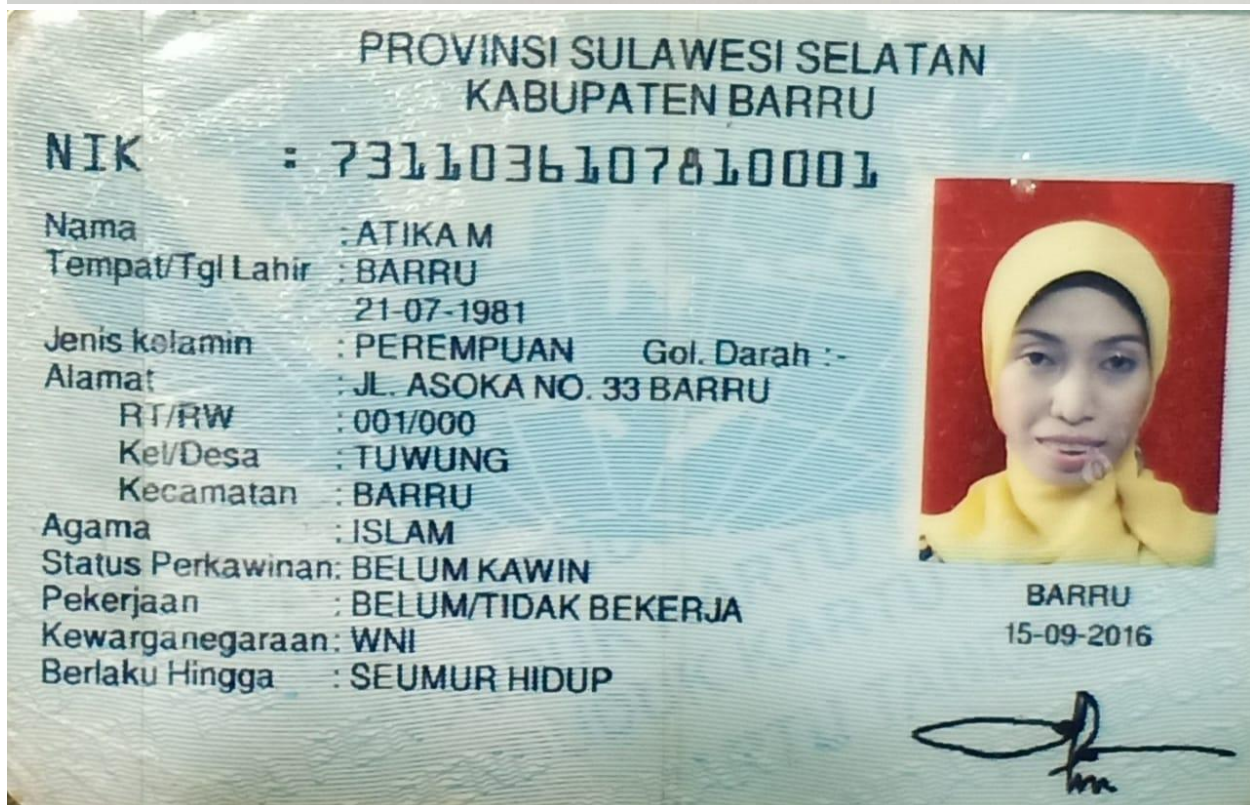 PROVINSI SULAWESI SELATAN
KABUPATEN BARRU
NIK : 7311036107810001
Nama : ATIKA M
Tempat/Tgl Lahir : BARRU
21-07-1981
Jenis kelamin : PEREMPUAN Gol. Darah :-
Alamat : JL. ASOKA NO. 33 BARRU
RT/RW : 001/000
Kel/Desa : TUWUNG
Kecamatan : BARRU
Agama : ISLAM
Status Perkawinan: BELUM KAWIN
Pekerjaan : BELUM/TIDAK BEKERJA
Kewarganegaraan: WNI
Berlaku Hingga : SEUMUR HIDUP
BARRU
15-09-2016